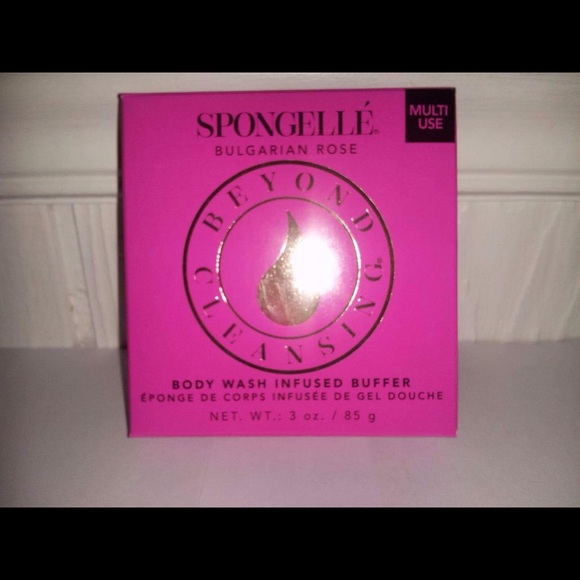 SPONGELLÉ®
MULTI
USE
BULGARIAN ROSE
BEYOND
CLEANSING®
BODY WASH INFUSED BUFFER
ÉPONGE DE CORPS INFUSÉE DE GEL DOUCHE
NET. WT.: 3 oz. / 85 g